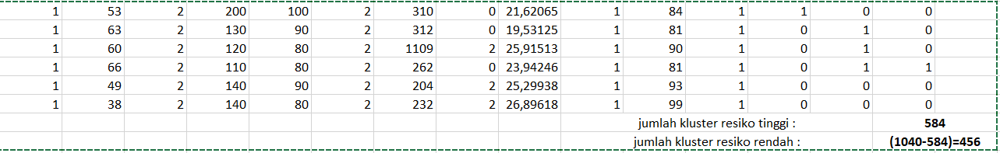 1 53 2 200 100 2 310 0 21,62065 1 84 1 1 0 0
1 63 2 130 90 2 312 0 19,53125 1 81 1 0 1 0
1 60 2 120 80 2 1109 2 25,91513 1 90 1 0 1 0
1 66 2 110 80 2 262 0 23,94246 1 81 1 0 1 1
1 49 2 140 90 2 204 2 25,29938 1 93 1 0 0 0
1 38 2 140 80 2 232 2 26,89618 1 99 1 0 0 0
jumlah kluster resiko tinggi : 584
jumlah kluster resiko rendah : (1040-584)=456